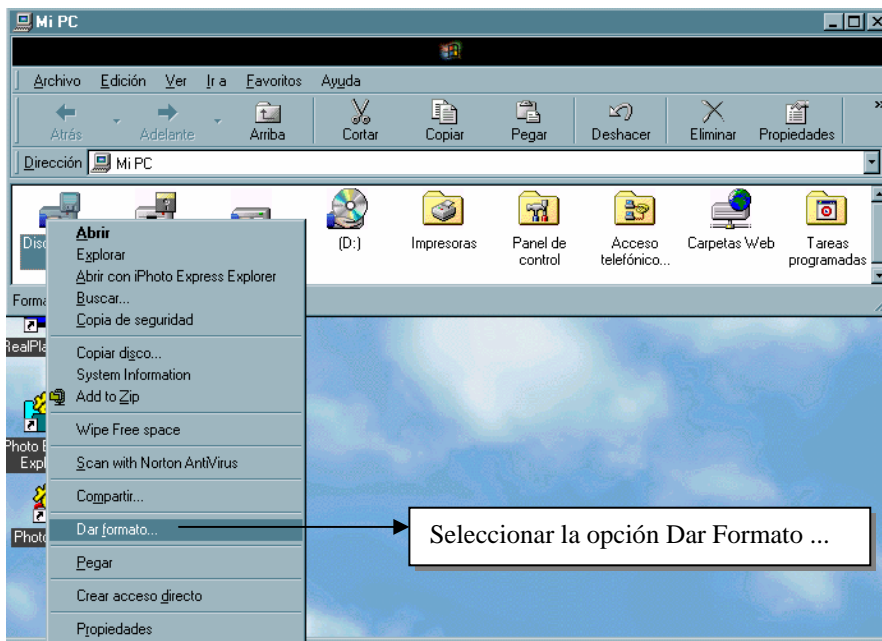 Mi PC
Archivo Edición Ver Ir a Favoritos Ayuda
Atrás Adelante Arriba Cortar Copiar Pegar Deshacer Eliminar Propiedades »
Dirección Mi PC
(D:) Impresoras Panel de control Acceso telefónico... Carpetas Web Tareas programadas
Abrir
Explorar
Abrir con iPhoto Express Explorer
Buscar...
Copia de seguridad
Copiar disco...
System Information
Add to Zip
Wipe Free space
Scan with Norton AntiVirus
Compartir...
Dar formato...
Pegar
Crear acceso directo
Propiedades
Seleccionar la opción Dar Formato ...